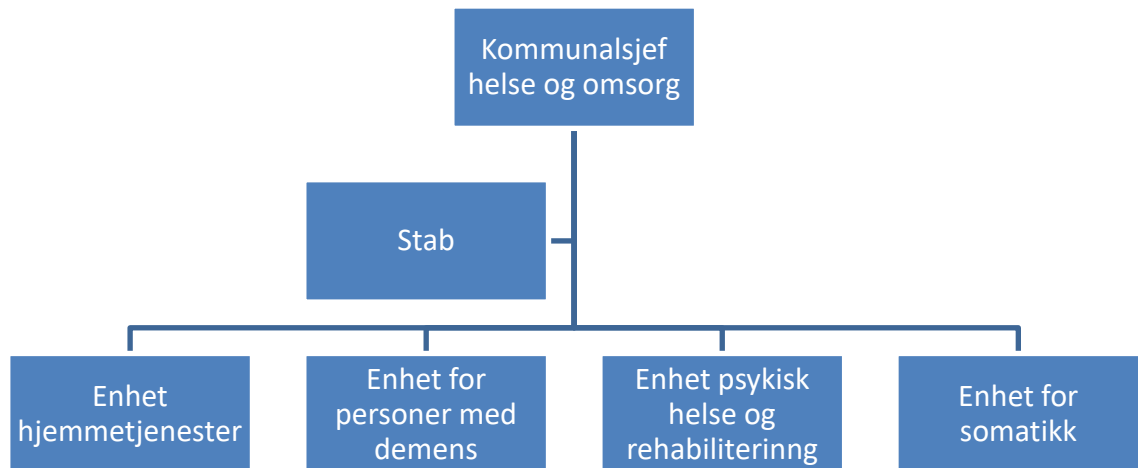 Kommunalsjef
helse og omsorg
Stab
Enhet
hjemmetjenester
Enhet for
personer med
demens
Enhet psykisk
helse og
rehabiliterinng
Enhet for
somatikk